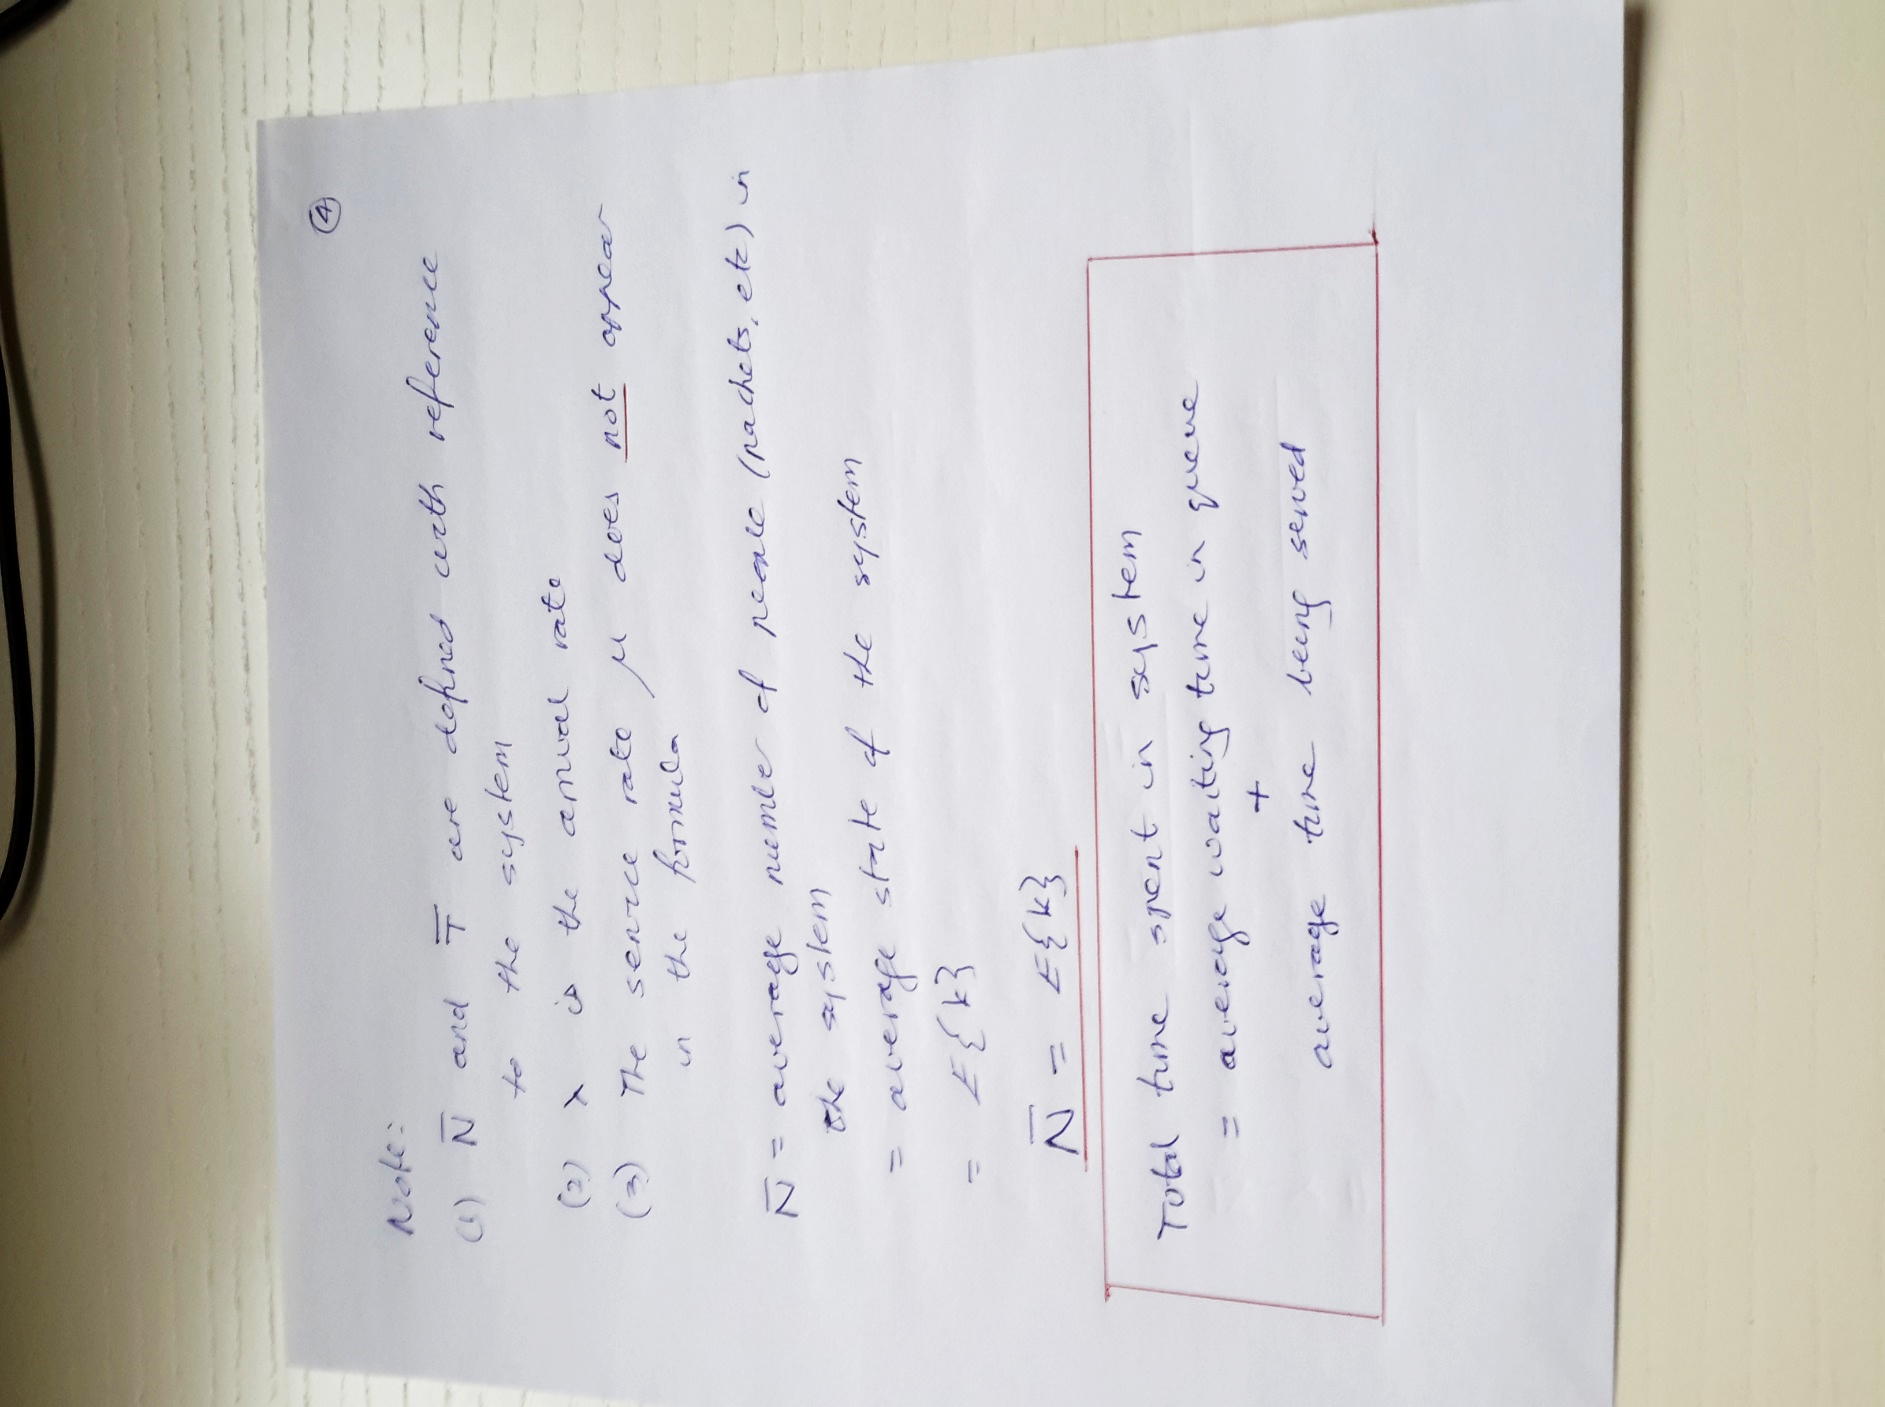 ④
Note:
(1) N̅ and T̅ are defined with reference
to the system
(2) λ is the arrival rate
(3) The service rate μ does not appear
in the formula
N̅ = average number of people (packets, etc) in
the system
= average state of the system
= E{k}
N̅ = E{k}
Total time spent in system
= average waiting time in queue
+
average time being served